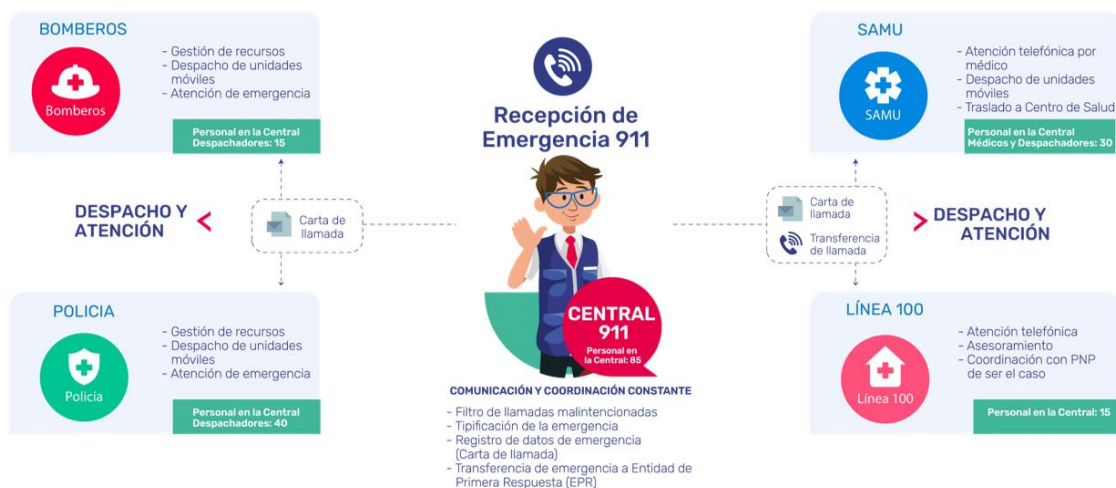 BOMBEROS
Bomberos
- Gestión de recursos
- Despacho de unidades
móviles
- Atención de emergencia
Personal en la Central
Despachadores: 15
DESPACHO Y
ATENCIÓN
<
Carta de
llamada
POLICIA
Policía
- Gestión de recursos
- Despacho de unidades
móviles
- Atención de emergencia
Personal en la Central
Despachadores: 40
Recepción de
Emergencia 911
CENTRAL
911
Personal en
la Central: 85
COMUNICACIÓN Y COORDINACIÓN CONSTANTE
- Filtro de llamadas malintencionadas
- Tipificación de la emergencia
- Registro de datos de emergencia
(Carta de llamada)
- Transferencia de emergencia a Entidad de
Primera Respuesta (EPR)
SAMU
SAMU
- Atención telefónica por
médico
- Despacho de unidades
móviles
- Traslado a Centro de Salud
Personal en la Central
Médicos y Despachadores: 30
Carta de
llamada
Transferencia
de llamada
>
DESPACHO Y
ATENCIÓN
LÍNEA 100
Línea 100
- Atención telefónica
- Asesoramiento
- Coordinación con PNP
de ser el caso
Personal en la Central: 15